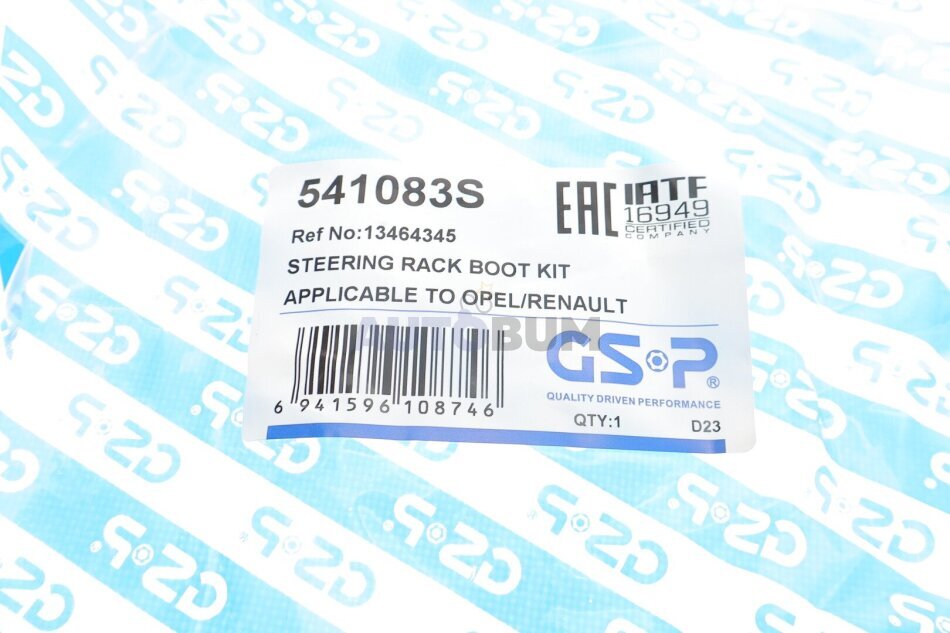 541083S
EAC
IATF
16949
CERTIFIED
COMPANY
Ref No:13464345
STEERING RACK BOOT KIT
APPLICABLE TO OPEL/RENAULT
AUTOBUM
GSP®
QUALITY DRIVEN PERFORMANCE
6 941596 108746
QTY:1
D23